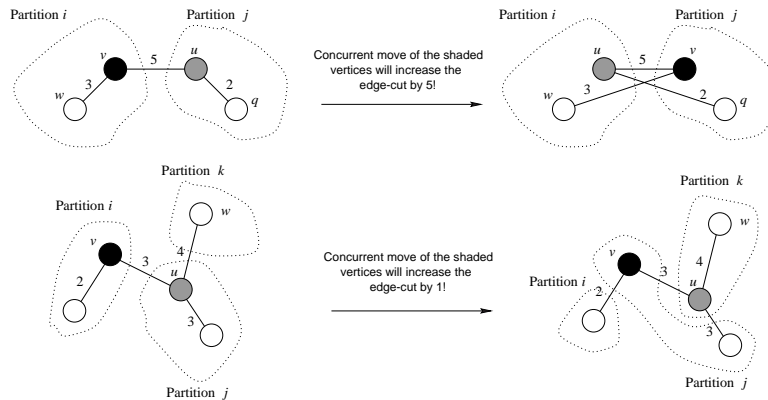 Partition i
Partition j
v
5
u
3
2
w
q
Concurrent move of the shaded
vertices will increase the
edge-cut by 5!
Partition i
Partition j
u
5
v
3
2
w
q
Partition k
Partition i
w
v
3
4
u
2
3
Partition j
Concurrent move of the shaded
vertices will increase the
edge-cut by 1!
Partition k
w
v
4
3
u
Partition i
2
3
Partition j